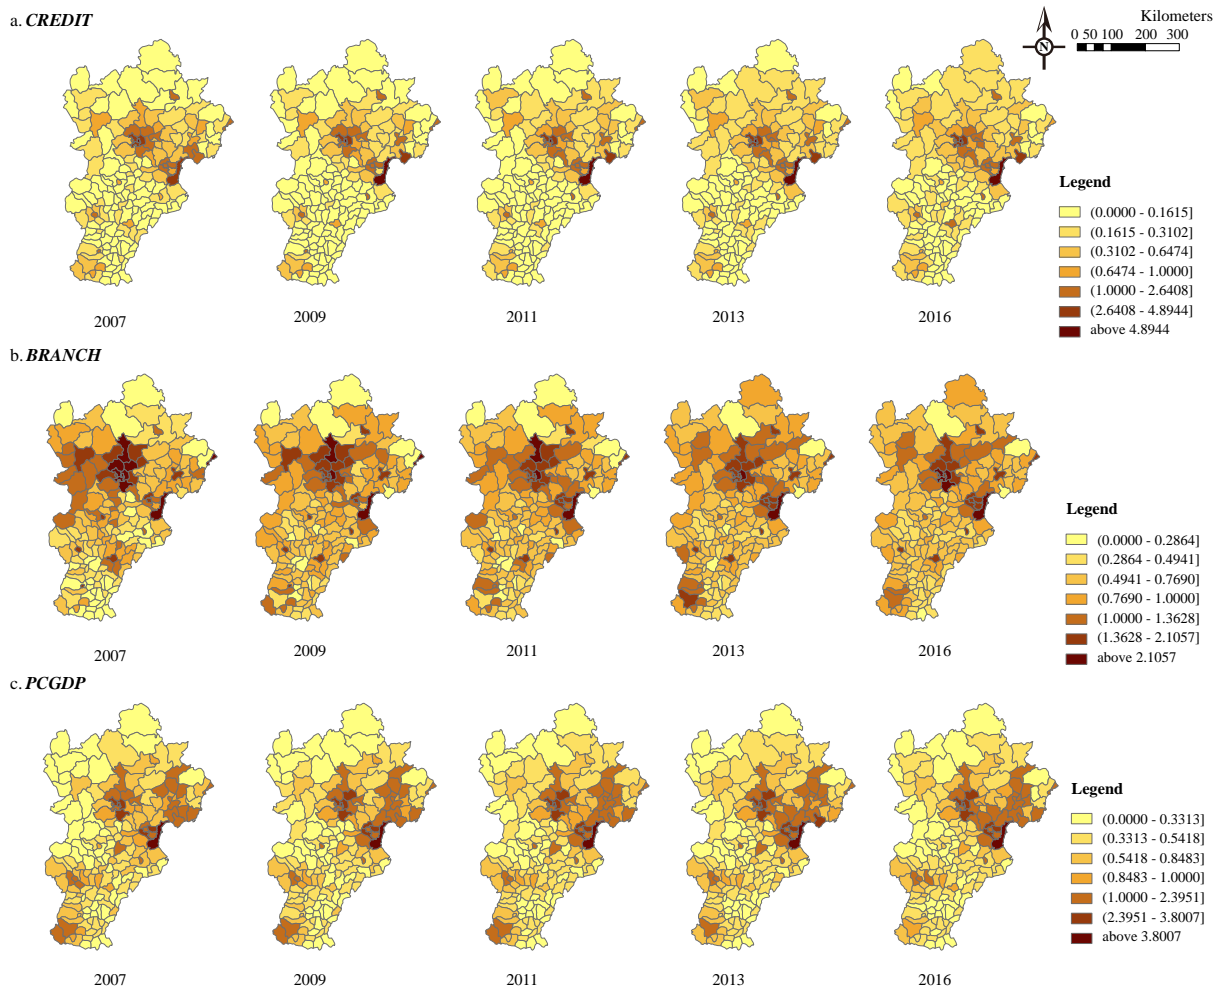 a. CREDIT
Kilometers
0 50 100 200 300
N
Legend
(0.0000 - 0.1615]
(0.1615 - 0.3102]
(0.3102 - 0.6474]
(0.6474 - 1.0000]
(1.0000 - 2.6408]
(2.6408 - 4.8944]
above 4.8944
2007 2009 2011 2013 2016
b. BRANCH
Legend
(0.0000 - 0.2864]
(0.2864 - 0.4941]
(0.4941 - 0.7690]
(0.7690 - 1.0000]
(1.0000 - 1.3628]
(1.3628 - 2.1057]
above 2.1057
2007 2009 2011 2013 2016
c. PCGDP
Legend
(0.0000 - 0.3313]
(0.3313 - 0.5418]
(0.5418 - 0.8483]
(0.8483 - 1.0000]
(1.0000 - 2.3951]
(2.3951 - 3.8007]
above 3.8007
2007 2009 2011 2013 2016